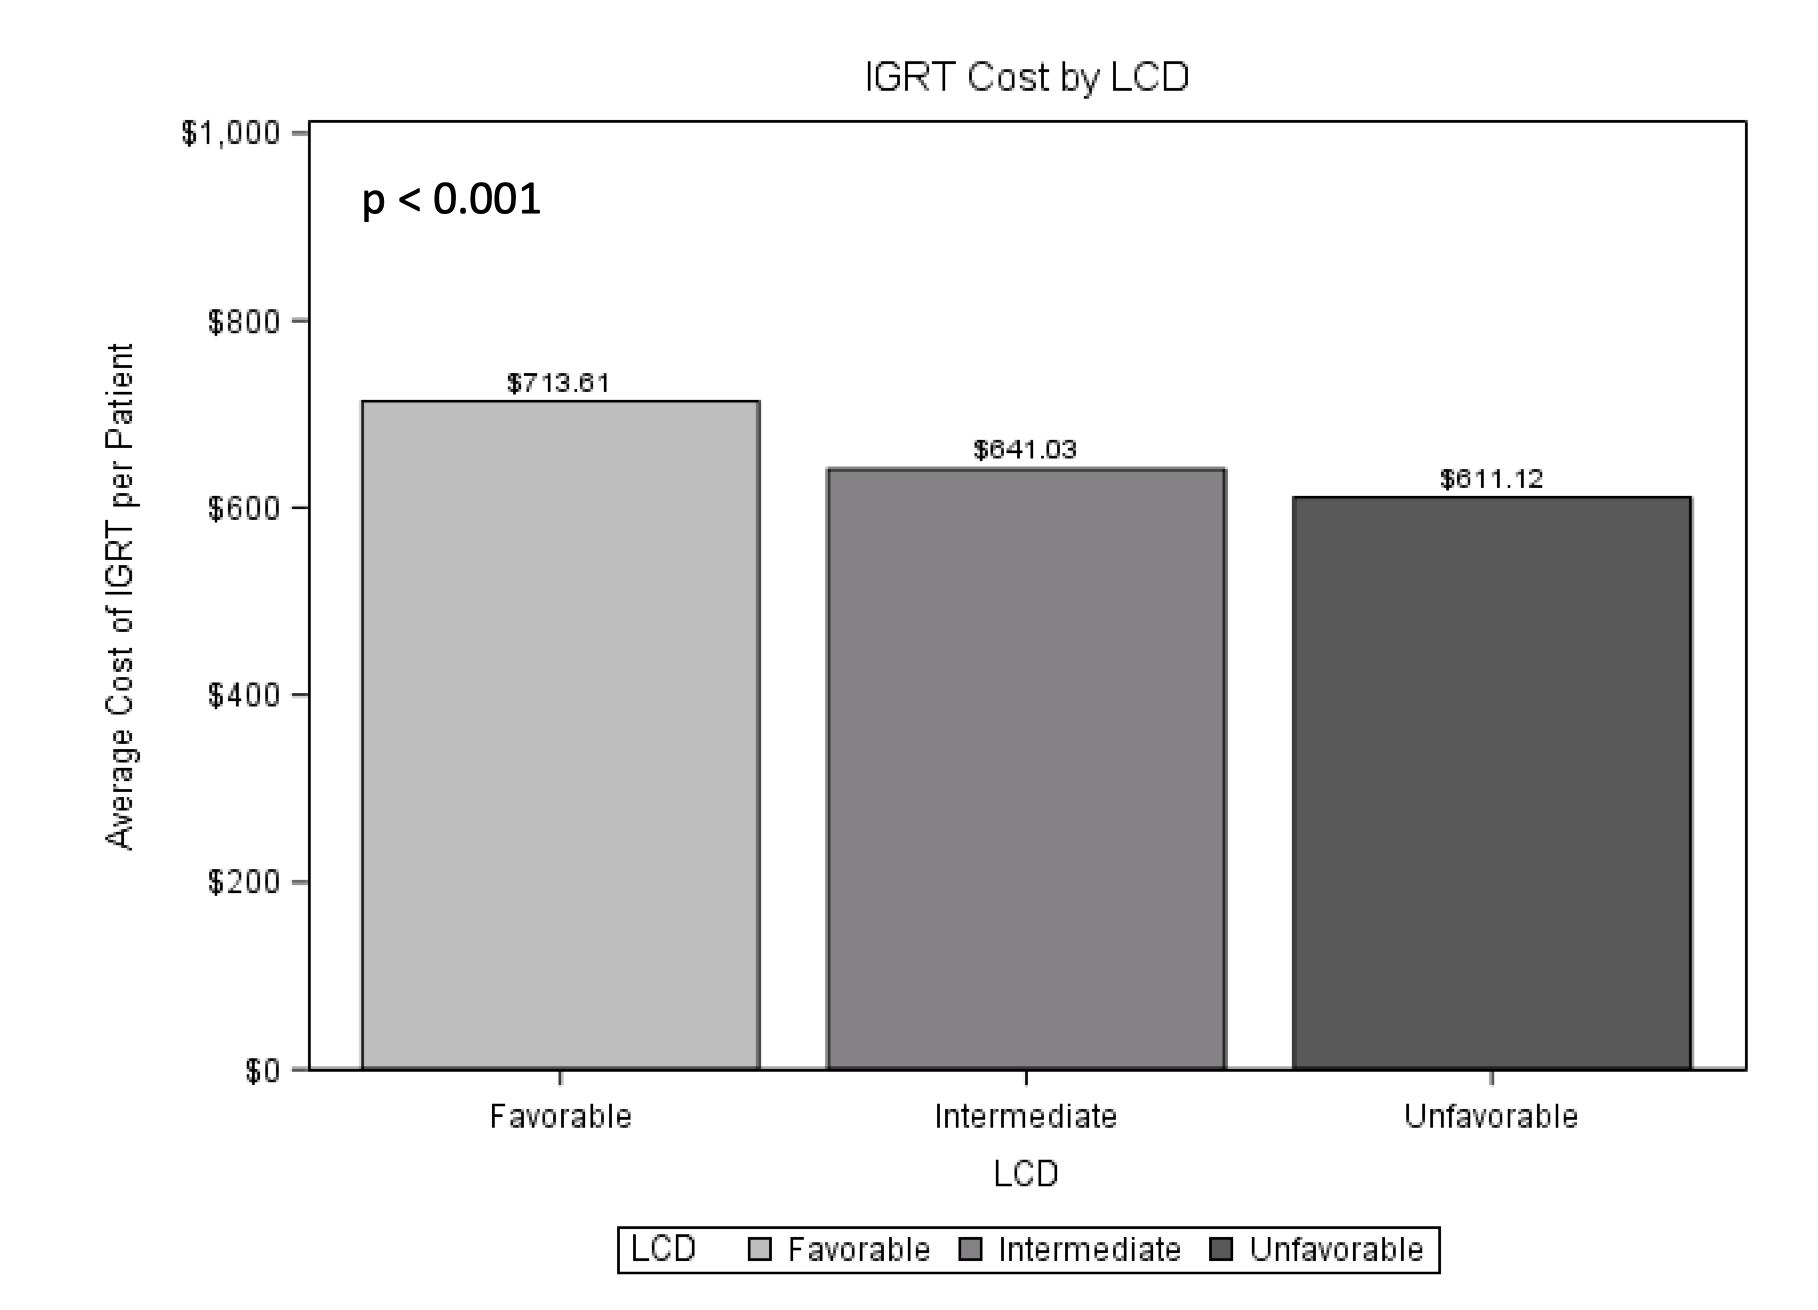 IGRT Cost by LCD
$1,000
p < 0.001
$800
$713.61
$641.03
$611.12
$600
$400
$200
$0
Average Cost of IGRT per Patient
Favorable Intermediate Unfavorable
LCD
LCD Favorable Intermediate Unfavorable